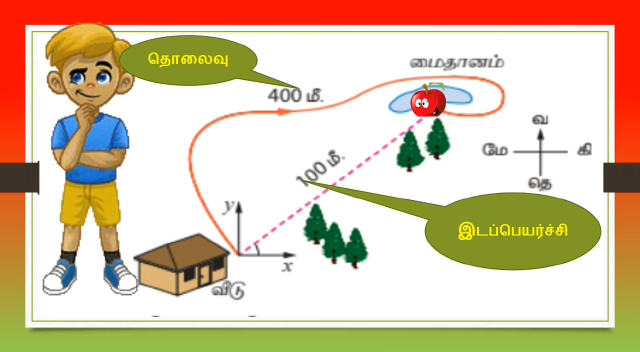 தொலைவு
மைதானம்
400 மீ.
வ
மே
கி
தெ
100 மீ.
y
x
இடப்பெயர்ச்சி
வீடு